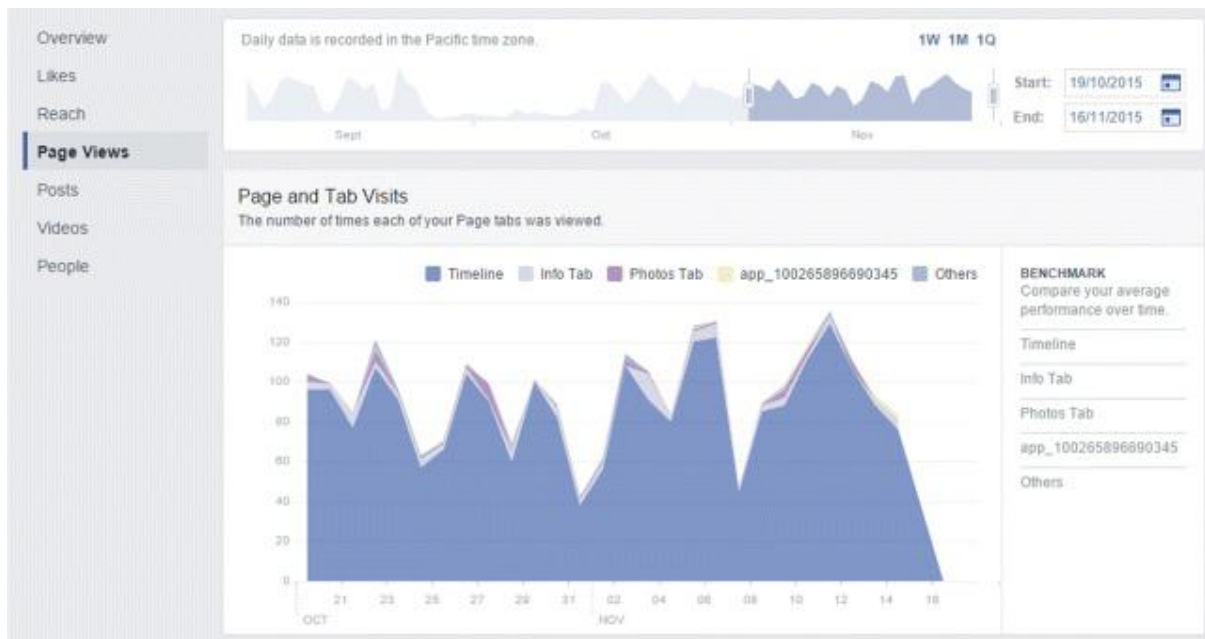 Overview
Likes
Reach
Page Views
Posts
Videos
People
Daily data is recorded in the Pacific time zone.
1W 1M 1Q
Start: 19/10/2015
End: 16/11/2015
Sept Oct Nov
Page and Tab Visits
The number of times each of your Page tabs was viewed.
Timeline Info Tab Photos Tab app_100265896690345 Others
140
120
100
80
60
40
20
0
21 23 25 27 29 31 02 04 06 08 10 12 14 16
OCT NOV
BENCHMARK
Compare your average
performance over time.
Timeline
Info Tab
Photos Tab
app_100265896690345
Others